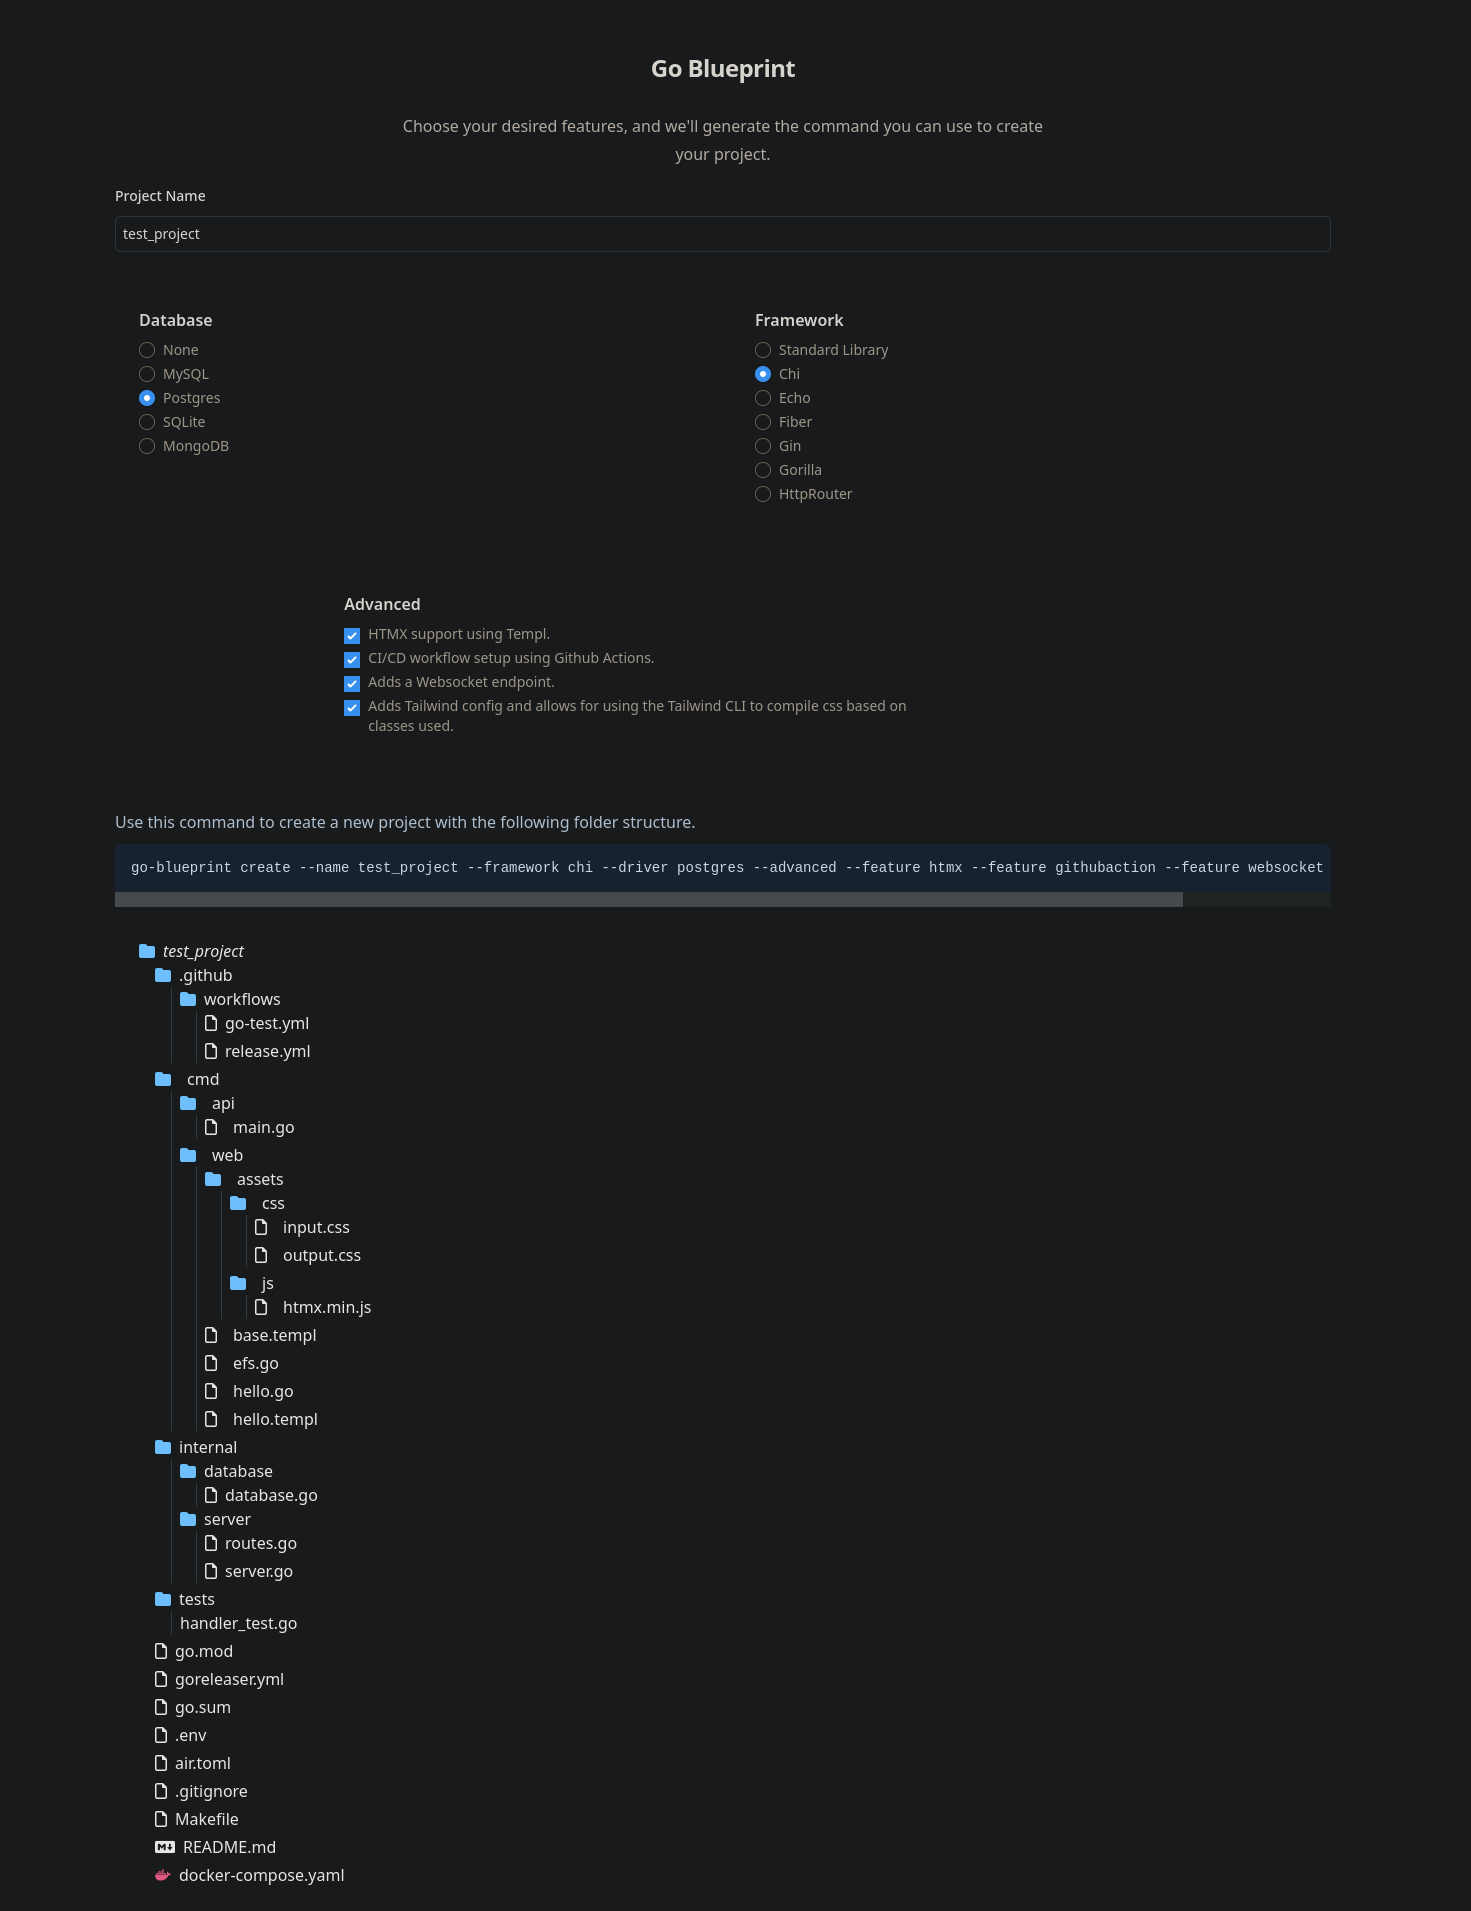 Go Blueprint
Choose your desired features, and we'll generate the command you can use to create
your project.
Project Name
test_project
Database
None
MySQL
Postgres
SQLite
MongoDB
Framework
Standard Library
Chi
Echo
Fiber
Gin
Gorilla
HttpRouter
Advanced
HTMX support using Templ.
CI/CD workflow setup using Github Actions.
Adds a Websocket endpoint.
Adds Tailwind config and allows for using the Tailwind CLI to compile css based on
classes used.
Use this command to create a new project with the following folder structure.
go-blueprint create --name test_project --framework chi --driver postgres --advanced --feature htmx --feature githubaction --feature websocket
test_project
.github
workflows
go-test.yml
release.yml
cmd
api
main.go
web
assets
css
input.css
output.css
js
htmx.min.js
base.templ
efs.go
hello.go
hello.templ
internal
database
database.go
server
routes.go
server.go
tests
handler_test.go
go.mod
goreleaser.yml
go.sum
.env
air.toml
.gitignore
Makefile
README.md
docker-compose.yaml